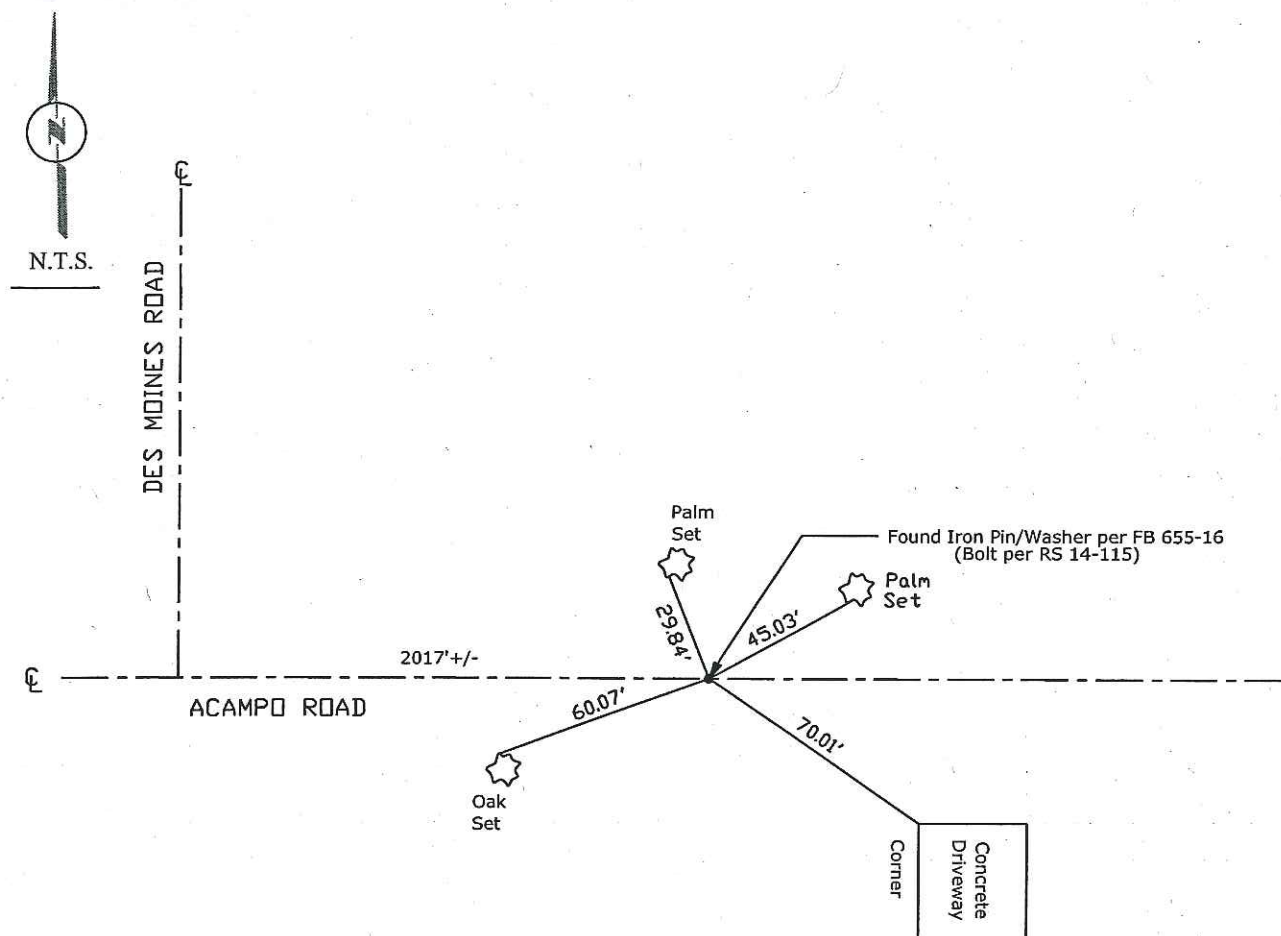 N
N.T.S.
℄
DES MOINES ROAD
Palm
Set
Found Iron Pin/Washer per FB 655-16
(Bolt per RS 14-115)
Palm
Set
29.84'
45.03'
2017'+/-
℄
ACAMPO ROAD
60.07'
70.01'
Oak
Set
Corner
Concrete
Driveway